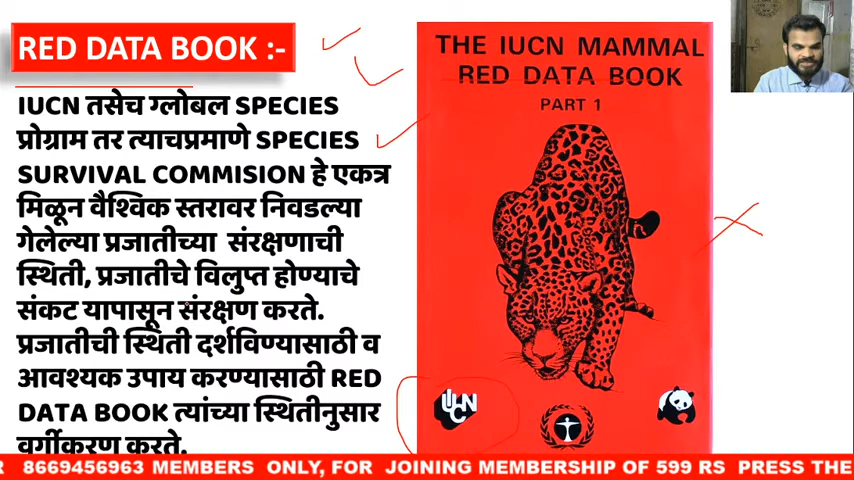 RED DATA BOOK :-
IUCN तसेच ग्लोबल SPECIES
प्रोग्राम तर त्याचप्रमाणे SPECIES
SURVIVAL COMMISION हे एकत्र
मिळून वैश्विक स्तरावर निवडल्या
गेलेल्या प्रजातीच्या संरक्षणाची
स्थिती, प्रजातीचे विलुप्त होण्याचे
संकट यापासून संरक्षण करते.
प्रजातीची स्थिती दर्शविण्यासाठी व
आवश्यक उपाय करण्यासाठी RED
DATA BOOK त्यांच्या स्थितीनुसार
वर्गीकरण करते.
THE IUCN MAMMAL
RED DATA BOOK
PART 1
IUCN
R 8669456963 MEMBERS ONLY, FOR JOINING MEMBERSHIP OF 599 RS PRESS THE